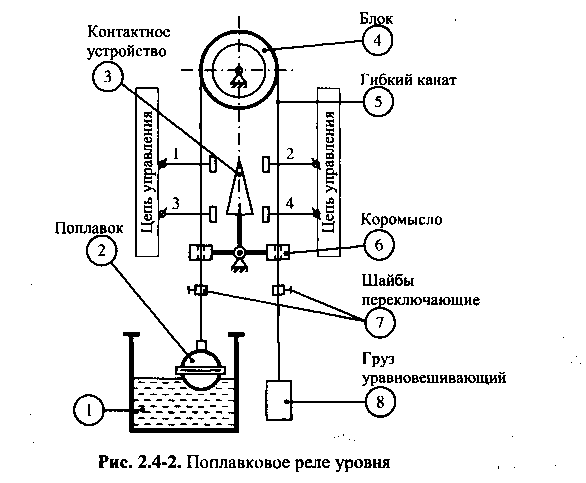 Контактное
устройство
3
Блок
4
Гибкий канат
5
Цепь управления
1
3
2
4
Цепь управления
Коромысло
6
Поплавок
2
Шайбы
переключающие
7
Груз
уравновешивающий
8
1
Рис. 2.4-2. Поплавковое реле уровня